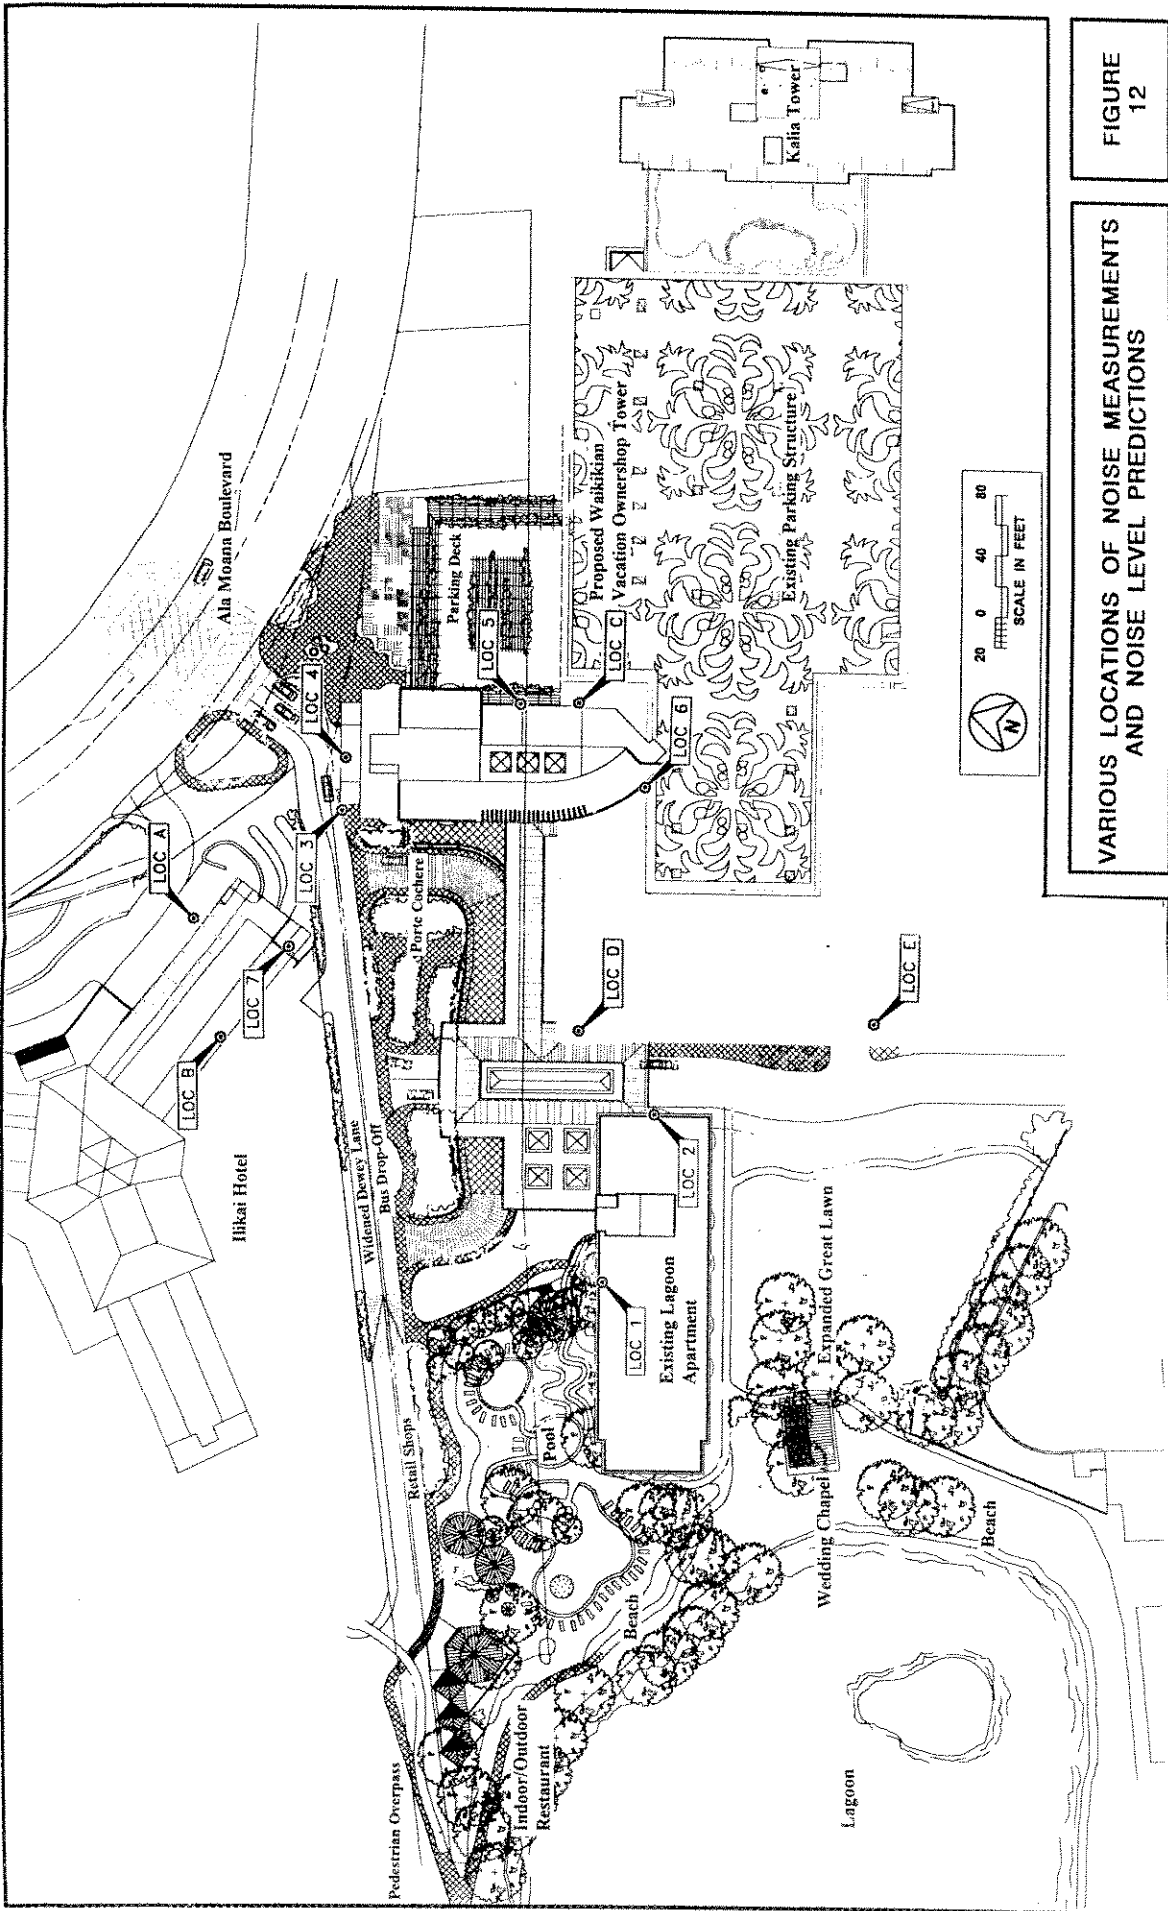 Pedestrian Overpass
Indoor/Outdoor
Restaurant
Lagoon
Beach
Beach
Wedding Chapel
Expanded Great Lawn
Retail Shops
Pool
Existing Lagoon
Apartment
LOC 1
LOC 2
Ilikai Hotel
Widened Dewey Lane
Bus Drop-Off
Porte Cochere
LOC B
LOC 7
LOC A
LOC D
LOC E
LOC 3
LOC 4
LOC 5
LOC C
LOC 6
Ala Moana Boulevard
Parking Deck
Proposed Waikikian
Vacation Ownershop Tower
Existing Parking Structure
Kalia Tower
N
20 0 40 80
SCALE IN FEET
VARIOUS LOCATIONS OF NOISE MEASUREMENTS
AND NOISE LEVEL PREDICTIONS
FIGURE
12